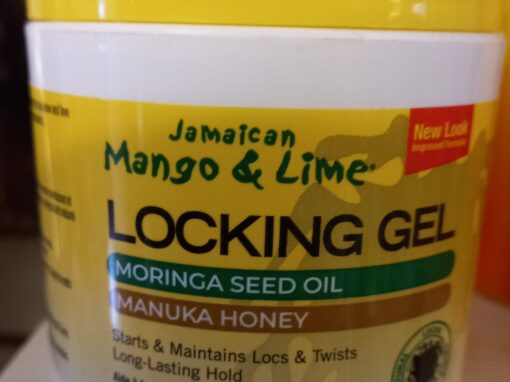 New Look
Improved Formula
Jamaican
Mango & Lime®
LOCKING GEL
MORINGA SEED OIL
MANUKA HONEY
Starts & Maintains Locs & Twists
Long-Lasting Hold